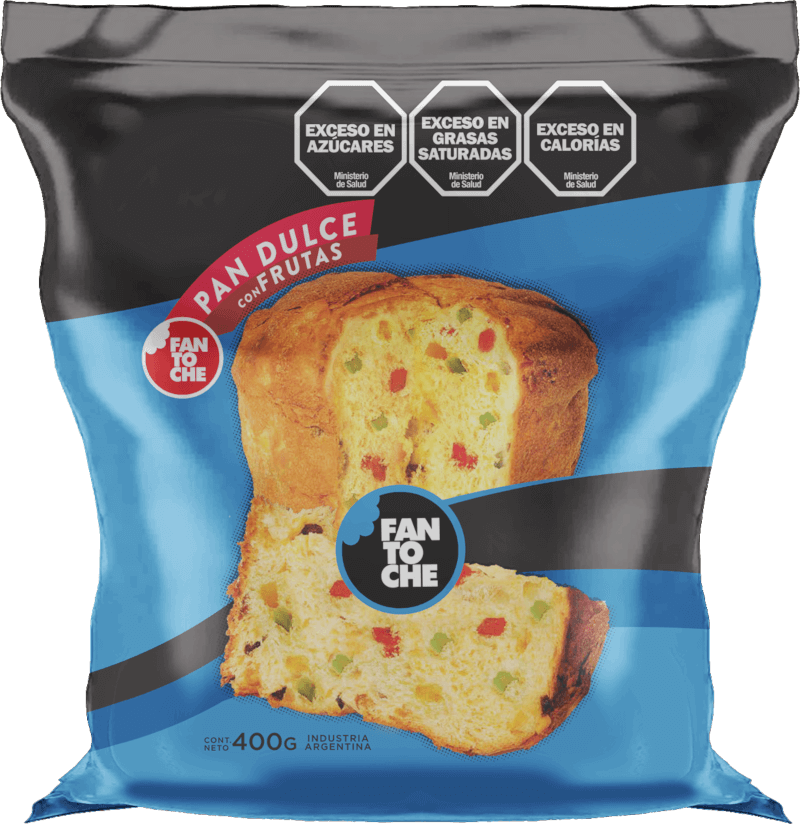 EXCESO EN
AZÚCARES
Ministerio
de Salud
EXCESO EN
GRASAS
SATURADAS
Ministerio
de Salud
EXCESO EN
CALORÍAS
Ministerio
de Salud
PAN DULCE
CON FRUTAS
FAN
TO
CHE
FAN
TO
CHE
CONT.
NETO
400G
INDUSTRIA
ARGENTINA